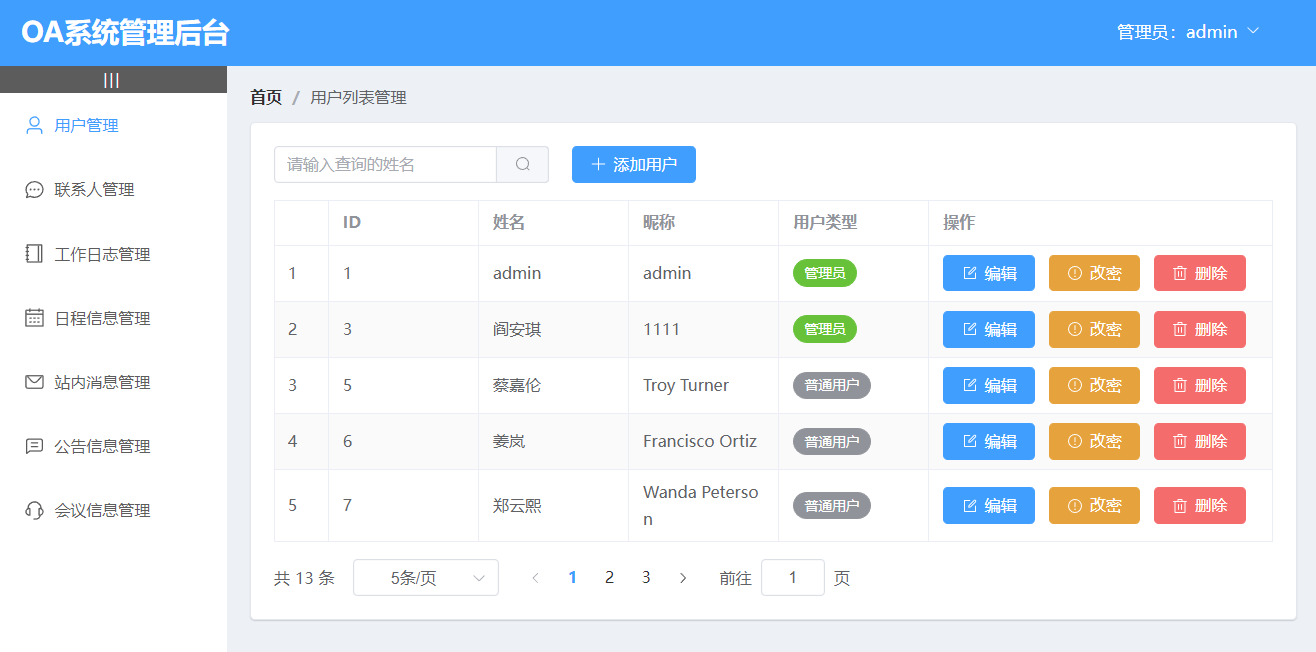 OA系统管理后台
管理员：admin
|||
用户管理
联系人管理
工作日志管理
日程信息管理
站内消息管理
公告信息管理
会议信息管理
首页 / 用户列表管理
请输入查询的姓名 添加用户
ID 姓名 昵称 用户类型 操作
1 1 admin admin 管理员 编辑 改密 删除
2 3 阎安琪 1111 管理员 编辑 改密 删除
3 5 蔡嘉伦 Troy Turner 普通用户 编辑 改密 删除
4 6 姜岚 Francisco Ortiz 普通用户 编辑 改密 删除
5 7 郑云熙 Wanda Peterso 普通用户 编辑 改密 删除
n
共 13 条 5条/页 1 2 3 前往 1 页